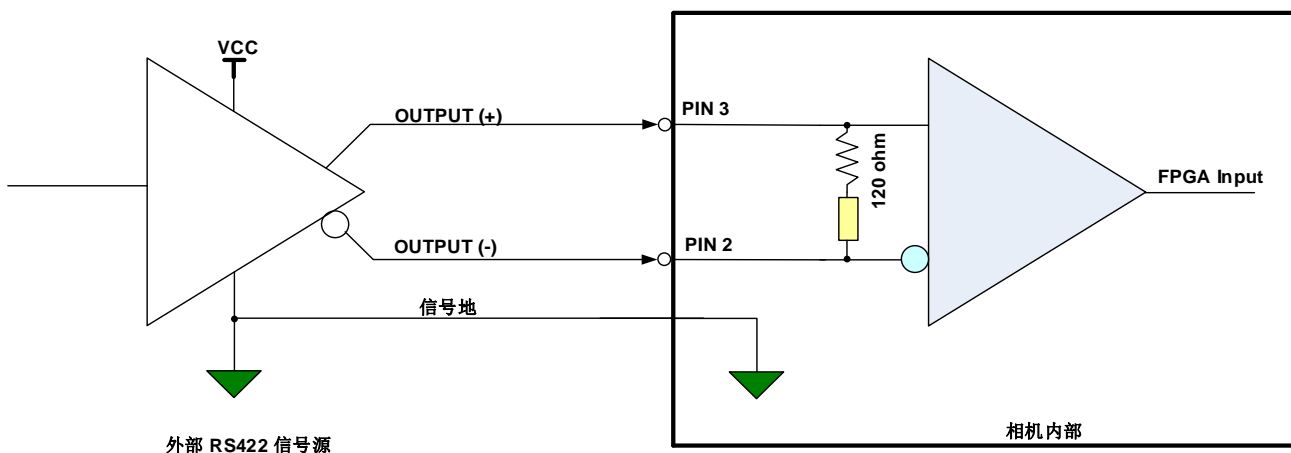 VCC
OUTPUT (+)
PIN 3
120 ohm
FPGA Input
OUTPUT (-)
PIN 2
信号地
外部 RS422 信号源
相机内部